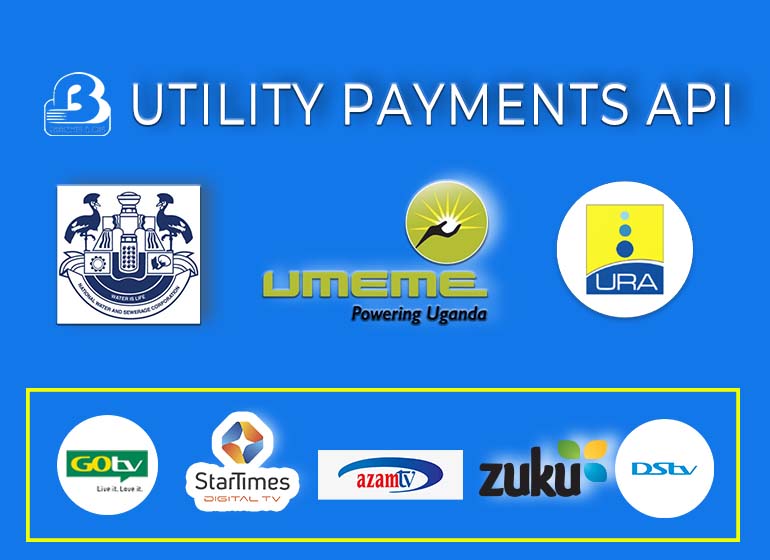 B
UTILITY PAYMENTS API
WATER IS LIFE
NATIONAL WATER AND SEWERAGE CORPORATION
UMEME
Powering Uganda
URA
GOtv
Live it. Love it.
StarTimes
DIGITAL TV
azamtv
zuku
DStv